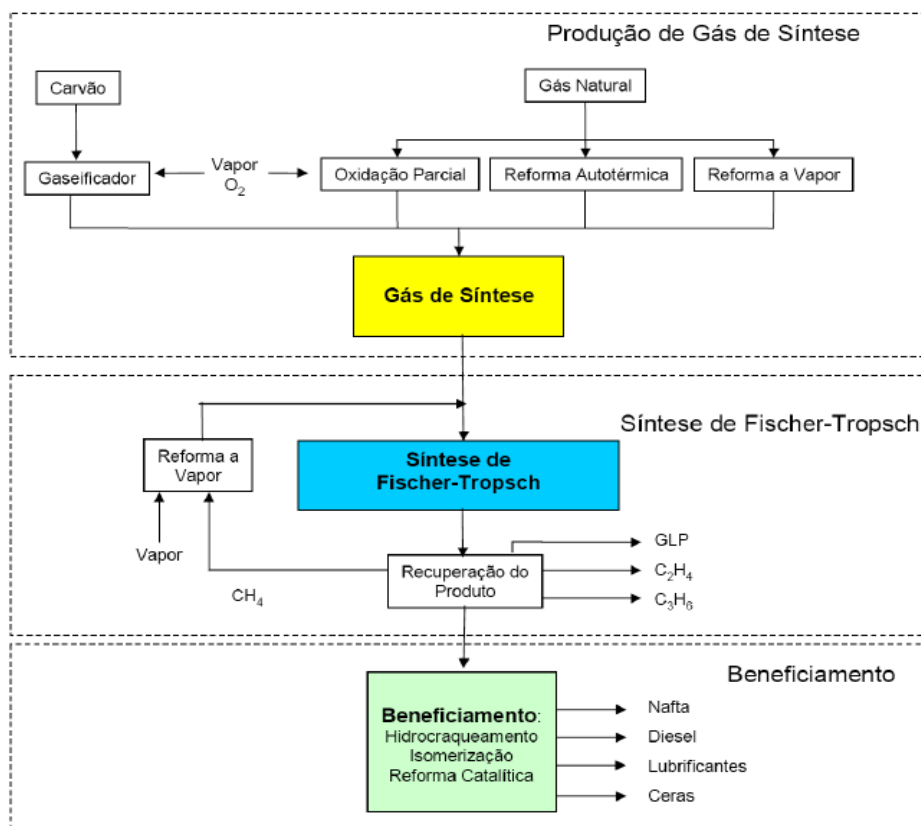 Produção de Gás de Síntese
Carvão
Gás Natural
Gaseificador
Vapor
O₂
Oxidação Parcial
Reforma Autotérmica
Reforma a Vapor
Gás de Síntese
Síntese de Fischer-Tropsch
Reforma a
Vapor
Síntese de
Fischer-Tropsch
Vapor
CH₄
Recuperação do
Produto
GLP
C₂H₄
C₃H₆
Beneficiamento
Beneficiamento:
Hidrocraqueamento
Isomerização
Reforma Catalítica
Nafta
Diesel
Lubrificantes
Ceras